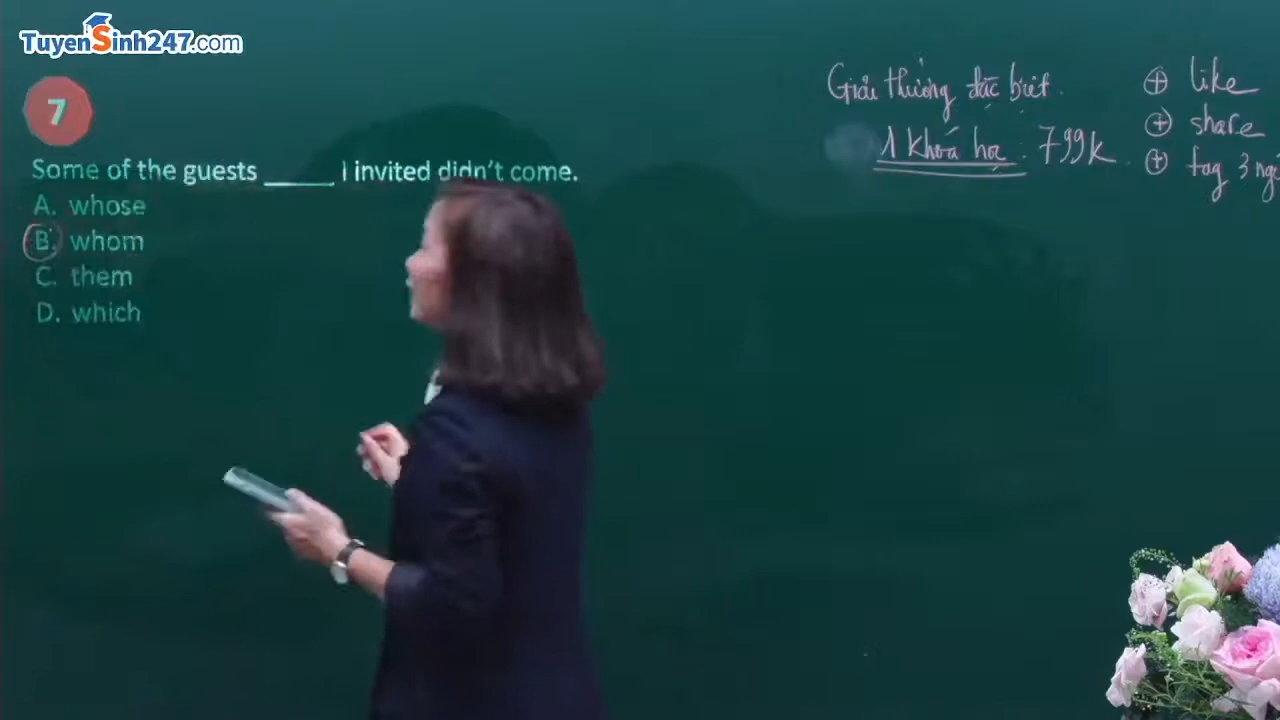 TuyenSinh247.com
7
Some of the guests ______ I invited didn't come.
A. whose
B. whom
C. them
D. which
Giải thưởng đặc biệt.
1 khoá học : 799k.
+ like
+ share
+ tag 3